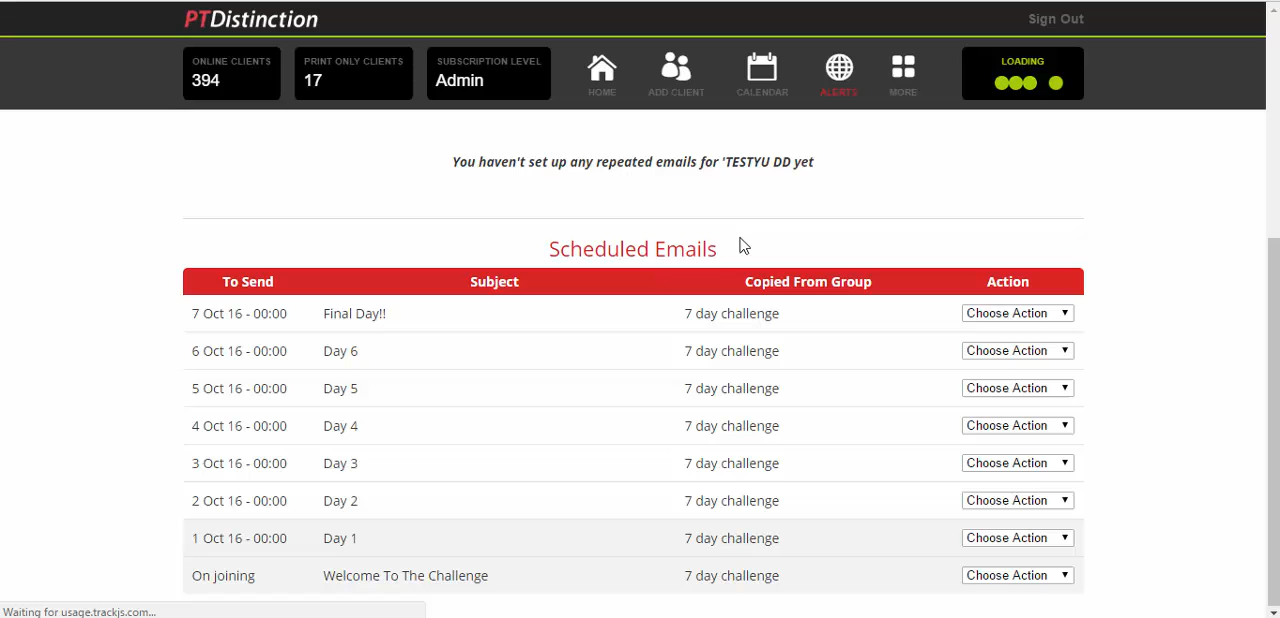 PTDistinction
Sign Out
ONLINE CLIENTS
394
PRINT ONLY CLIENTS
17
SUBSCRIPTION LEVEL
Admin
HOME
ADD CLIENT
CALENDAR
ALERTS
MORE
LOADING
You haven't set up any repeated emails for 'TESTYU DD yet
Scheduled Emails
To Send Subject Copied From Group Action
7 Oct 16 - 00:00 Final Day!! 7 day challenge Choose Action
6 Oct 16 - 00:00 Day 6 7 day challenge Choose Action
5 Oct 16 - 00:00 Day 5 7 day challenge Choose Action
4 Oct 16 - 00:00 Day 4 7 day challenge Choose Action
3 Oct 16 - 00:00 Day 3 7 day challenge Choose Action
2 Oct 16 - 00:00 Day 2 7 day challenge Choose Action
1 Oct 16 - 00:00 Day 1 7 day challenge Choose Action
On joining Welcome To The Challenge 7 day challenge Choose Action
Waiting for usage.trackjs.com...